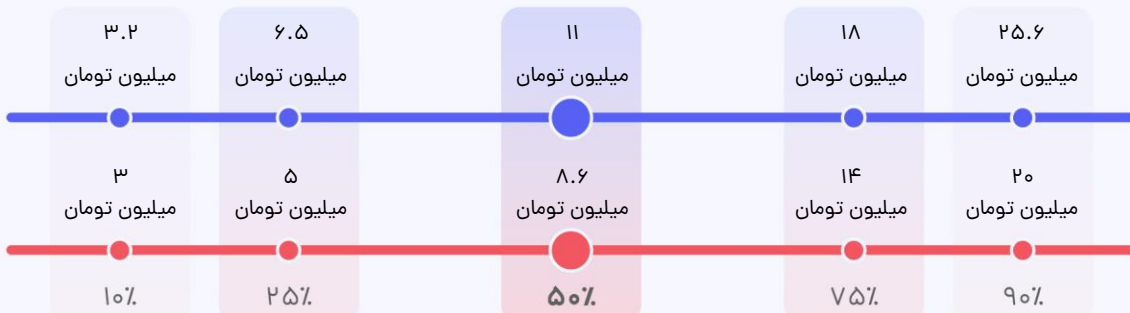 ۳.۲ ۶.۵ ۱۱ ۱۸ ۲۵.۶
میلیون تومان میلیون تومان میلیون تومان میلیون تومان میلیون تومان
۳ ۵ ۸.۶ ۱۴ ۲۰
میلیون تومان میلیون تومان میلیون تومان میلیون تومان میلیون تومان
۱۰٪ ۲۵٪ ۵۰٪ ۷۵٪ ۹۰٪